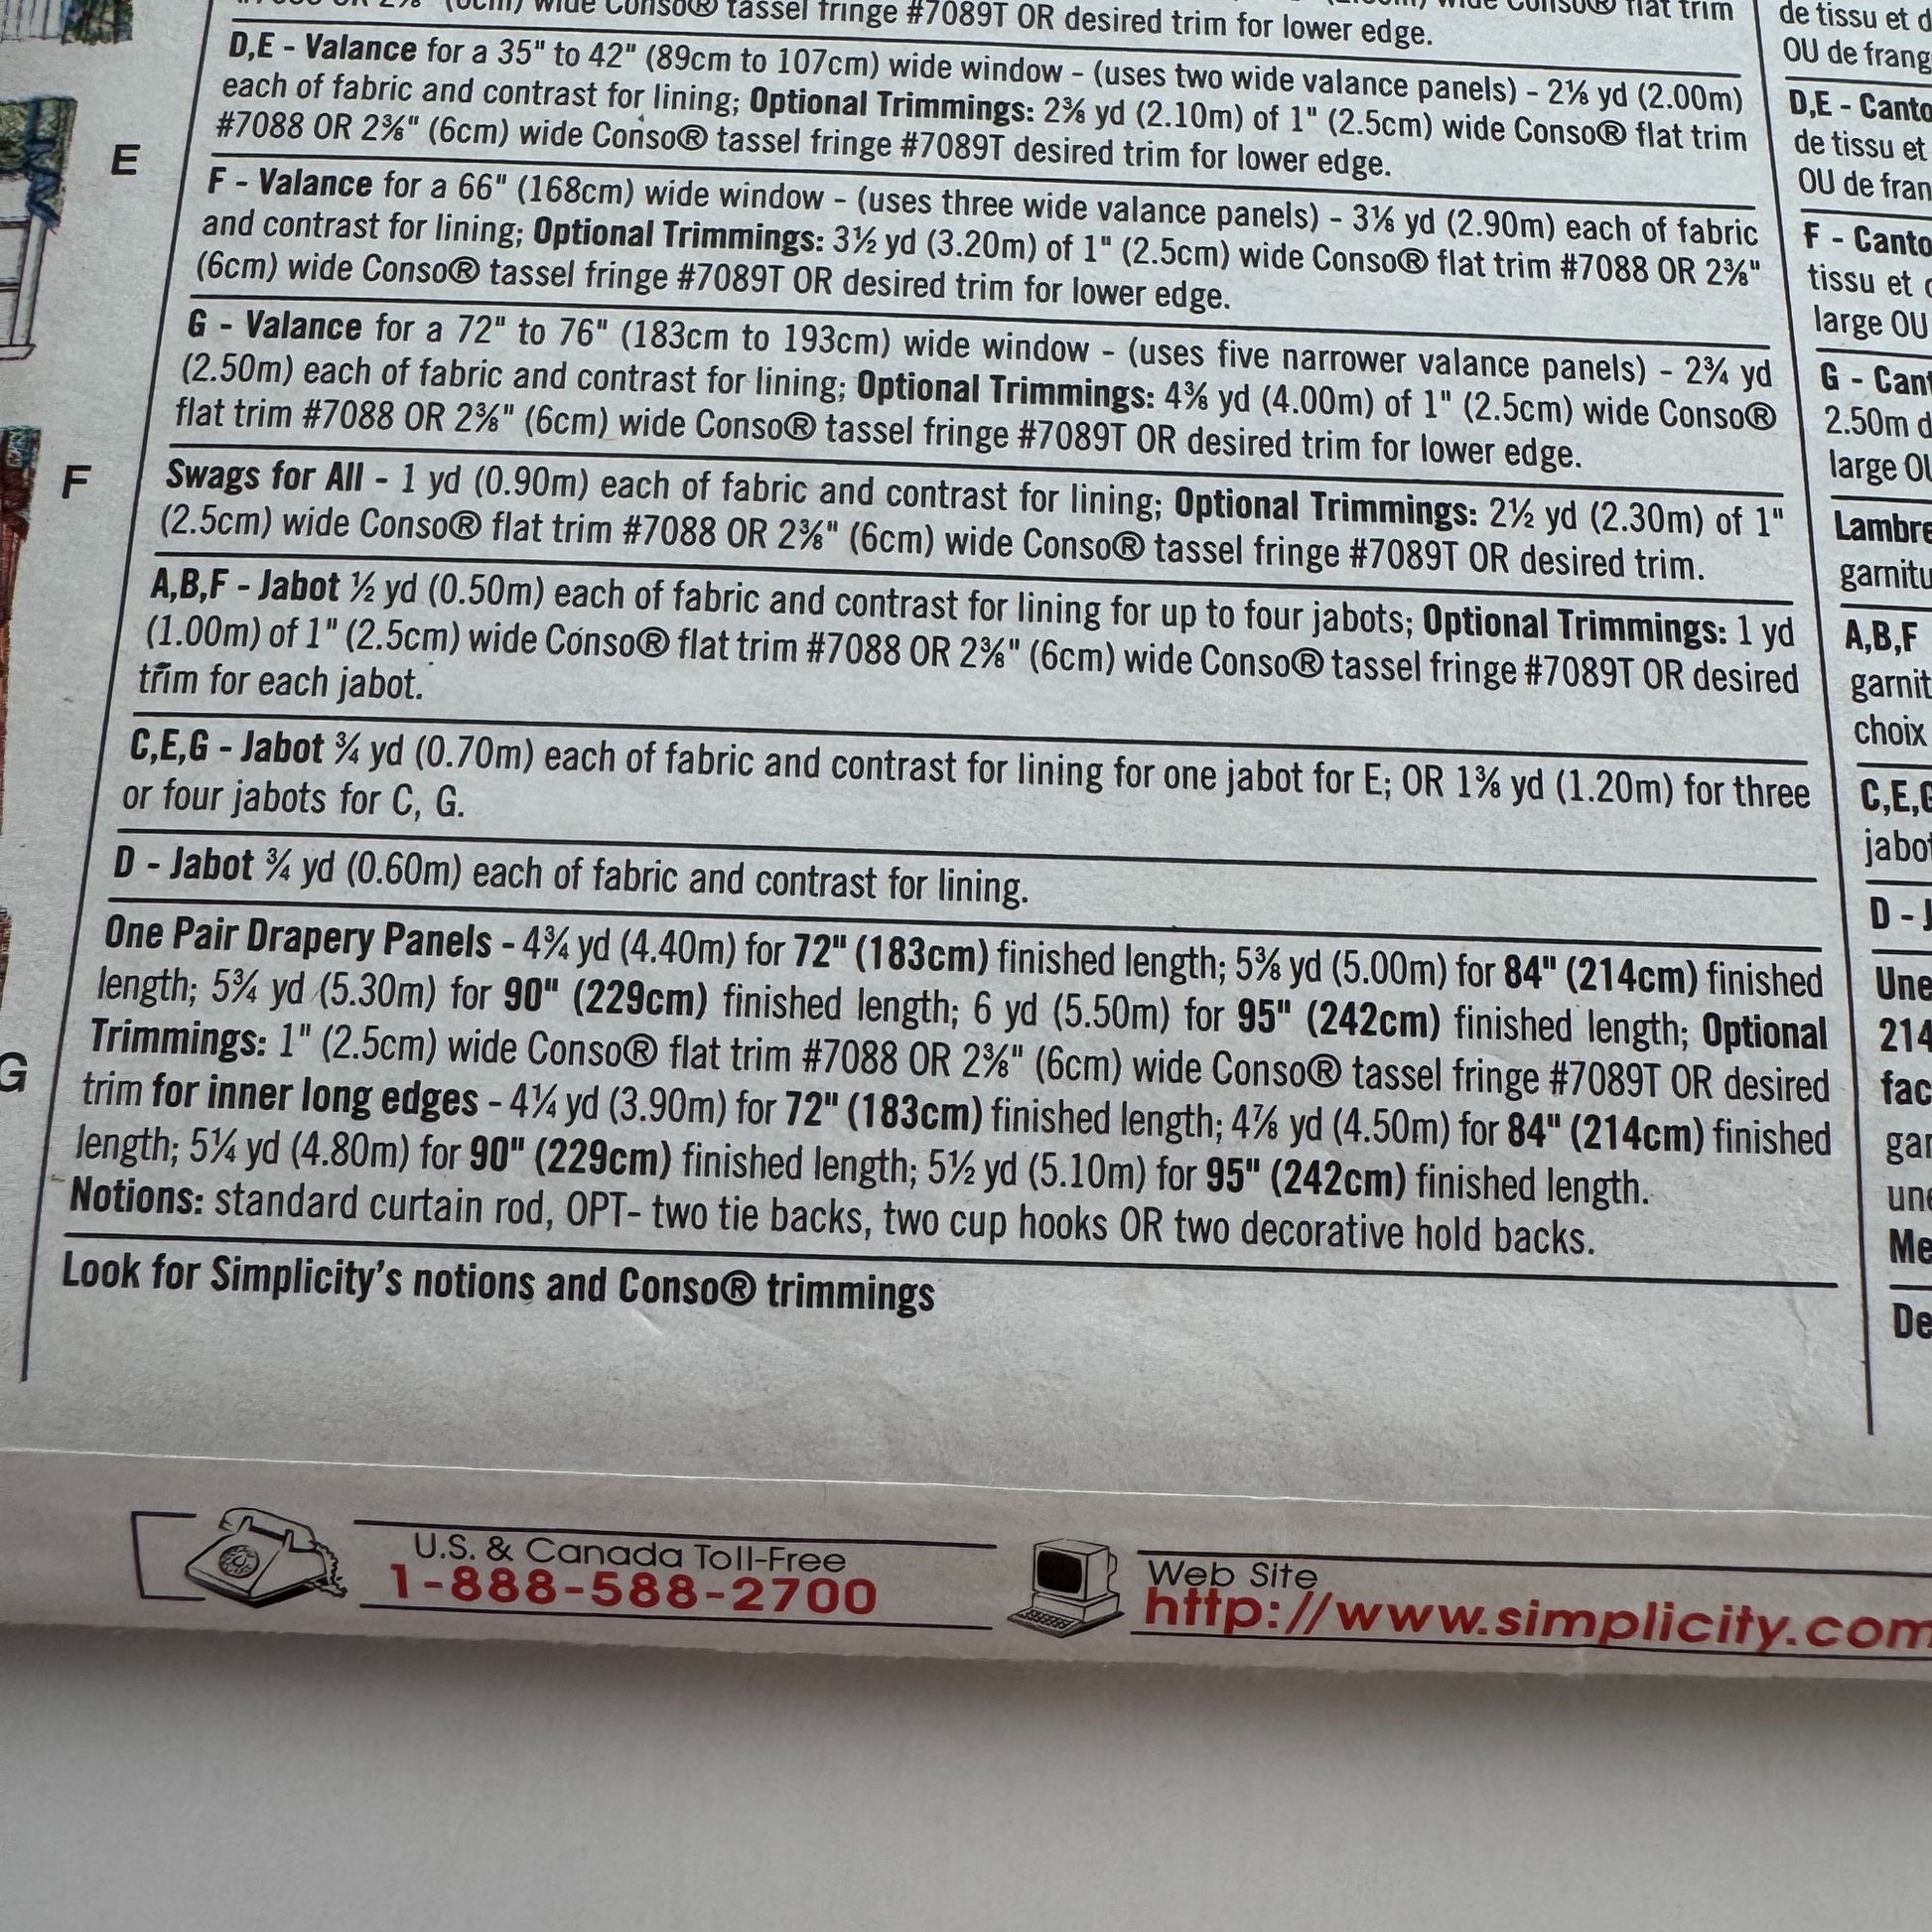 wide Conso® tassel fringe #7089T OR desired trim for lower edge.
D,E - Valance for a 35" to 42" (89cm to 107cm) wide window - (uses two wide valance panels) - 2⅛ yd (2.00m)
each of fabric and contrast for lining; Optional Trimmings: 2⅜ yd (2.10m) of 1" (2.5cm) wide Conso® flat trim
#7088 OR 2⅜" (6cm) wide Conso® tassel fringe #7089T desired trim for lower edge.
E
F - Valance for a 66" (168cm) wide window - (uses three wide valance panels) - 3⅛ yd (2.90m) each of fabric
and contrast for lining; Optional Trimmings: 3½ yd (3.20m) of 1" (2.5cm) wide Conso® flat trim #7088 OR 2⅜"
(6cm) wide Conso® tassel fringe #7089T OR desired trim for lower edge.
G - Valance for a 72" to 76" (183cm to 193cm) wide window - (uses five narrower valance panels) - 2¾ yd
(2.50m) each of fabric and contrast for lining; Optional Trimmings: 4⅜ yd (4.00m) of 1" (2.5cm) wide Conso®
flat trim #7088 OR 2⅜" (6cm) wide Conso® tassel fringe #7089T OR desired trim for lower edge.
F
Swags for All - 1 yd (0.90m) each of fabric and contrast for lining; Optional Trimmings: 2½ yd (2.30m) of 1"
(2.5cm) wide Conso® flat trim #7088 OR 2⅜" (6cm) wide Conso® tassel fringe #7089T OR desired trim.
A,B,F - Jabot ½ yd (0.50m) each of fabric and contrast for lining for up to four jabots; Optional Trimmings: 1 yd
(1.00m) of 1" (2.5cm) wide Conso® flat trim #7088 OR 2⅜" (6cm) wide Conso® tassel fringe #7089T OR desired
trim for each jabot.
C,E,G - Jabot ¾ yd (0.70m) each of fabric and contrast for lining for one jabot for E; OR 1⅜ yd (1.20m) for three
or four jabots for C, G.
D - Jabot ¾ yd (0.60m) each of fabric and contrast for lining.
One Pair Drapery Panels - 4¾ yd (4.40m) for 72" (183cm) finished length; 5⅜ yd (5.00m) for 84" (214cm) finished
length; 5¾ yd (5.30m) for 90" (229cm) finished length; 6 yd (5.50m) for 95" (242cm) finished length; Optional
Trimmings: 1" (2.5cm) wide Conso® flat trim #7088 OR 2⅜" (6cm) wide Conso® tassel fringe #7089T OR desired
trim for inner long edges - 4¼ yd (3.90m) for 72" (183cm) finished length; 4⅞ yd (4.50m) for 84" (214cm) finished
length; 5¼ yd (4.80m) for 90" (229cm) finished length; 5½ yd (5.10m) for 95" (242cm) finished length.
G
Notions: standard curtain rod, OPT- two tie backs, two cup hooks OR two decorative hold backs.
Look for Simplicity's notions and Conso® trimmings
de tissu et
OU de
D,E -
de tissu et
OU de
F -
tissu et
large OU
G -
2.50m
large
A,B,F
choix
D -
Une
214
U.S. & Canada Toll-Free
1-888-588-2700
Web Site
http://www.simplicity.com